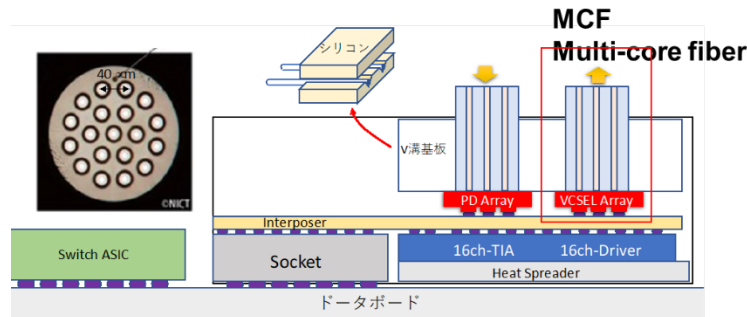 MCF
Multi-core fiber
シリコン
40 μm
V溝基板
©NICT
PD Array
VCSEL Array
Interposer
Switch ASIC
Socket
16ch-TIA
16ch-Driver
Heat Spreader
ドータボード